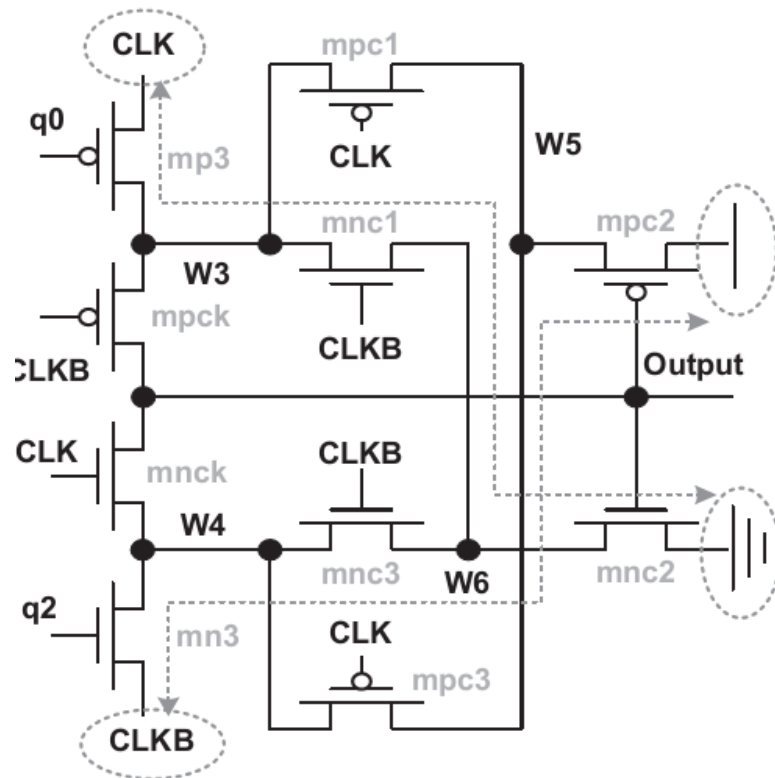 CLK
mpc1
q0
mp3
CLK
W5
mnc1
mpc2
W3
mpck
CLKB
CLKB
Output
CLK
mnck
CLKB
W4
mnc3
W6
mnc2
q2
mn3
CLK
mpc3
CLKB